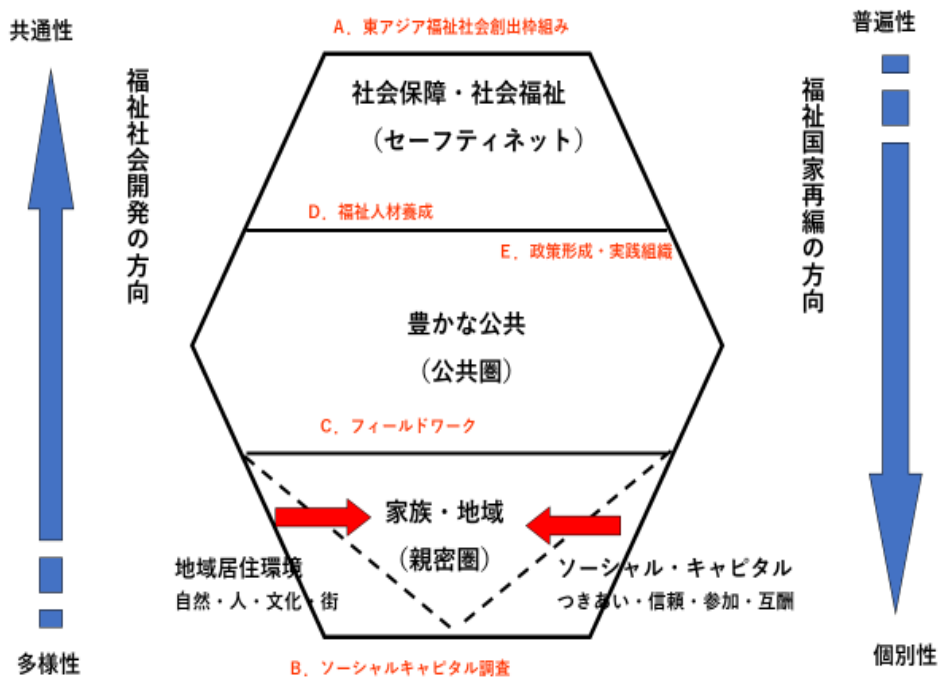 共通性
普遍性
A．東アジア福祉社会創出枠組み
福祉社会開発の方向
福祉国家再編の方向
社会保障・社会福祉
（セーフティネット）
D．福祉人材養成
E．政策形成・実践組織
豊かな公共
（公共圏）
C．フィールドワーク
家族・地域
（親密圏）
地域居住環境
自然・人・文化・街
ソーシャル・キャピタル
つきあい・信頼・参加・互酬
多様性
個別性
B．ソーシャルキャピタル調査